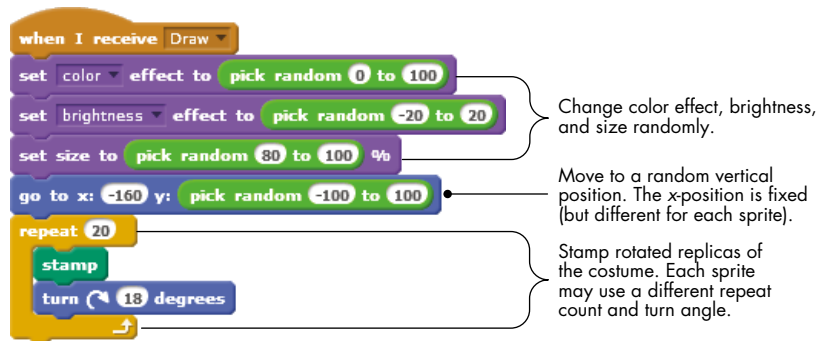 when I receive Draw
set color effect to pick random 0 to 100
set brightness effect to pick random -20 to 20
set size to pick random 80 to 100 %
Change color effect, brightness,
and size randomly.
go to x: -160 y: pick random -100 to 100
Move to a random vertical
position. The x-position is fixed
(but different for each sprite).
repeat 20
stamp
turn 18 degrees
Stamp rotated replicas of
the costume. Each sprite
may use a different repeat
count and turn angle.